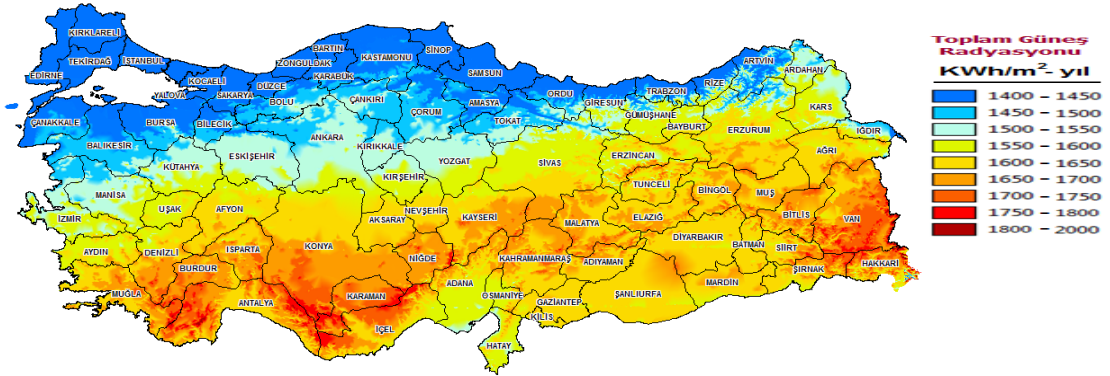 KIRKLARELİ
TEKİRDAĞ
İSTANBUL
EDİRNE
KOCAELİ
YALOVA
SAKARYA
DÜZCE
ZONGULDAK
BARTIN
KARABÜK
KASTAMONU
SİNOP
SAMSUN
ORDU
GİRESUN
TRABZON
RİZE
ARTVİN
ARDAHAN
ÇANAKKALE
BURSA
BİLECİK
BOLU
ÇANKIRI
ÇORUM
AMASYA
TOKAT
GÜMÜŞHANE
BAYBURT
ERZURUM
KARS
IĞDIR
BALIKESİR
KÜTAHYA
ESKİŞEHİR
ANKARA
KIRIKKALE
YOZGAT
SİVAS
ERZİNCAN
AĞRI
MANİSA
UŞAK
AFYON
KIRŞEHİR
TUNCELİ
BİNGÖL
MUŞ
İZMİR
AKSARAY
NEVŞEHİR
KAYSERİ
MALATYA
ELAZIĞ
BİTLİS
VAN
AYDIN
DENİZLİ
ISPARTA
KONYA
NİĞDE
KAHRAMANMARAŞ
ADIYAMAN
DİYARBAKIR
BATMAN
SİİRT
BURDUR
ŞIRNAK
HAKKARİ
MUĞLA
ANTALYA
KARAMAN
ADANA
OSMANİYE
GAZİANTEP
ŞANLIURFA
MARDİN
İÇEL
KİLİS
HATAY
Toplam Güneş
Radyasyonu
KWh/m²- yıl
1400 – 1450
1450 – 1500
1500 – 1550
1550 – 1600
1600 – 1650
1650 – 1700
1700 – 1750
1750 – 1800
1800 – 2000